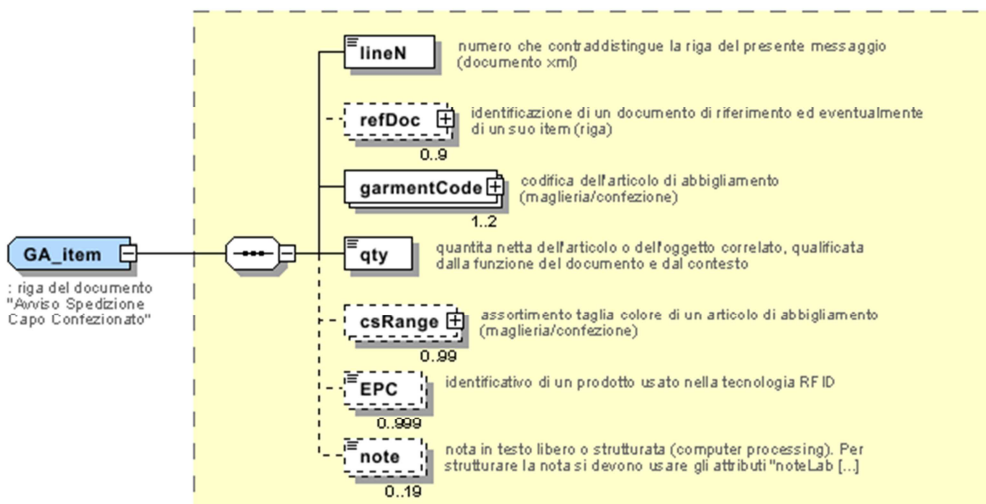 lineN
numero che contraddistingue la riga del presente messaggio
(documento xml)
refDoc
identificazione di un documento di riferimento ed eventualmente
di un suo item (riga)
0..9
garmentCode
codifica dell'articolo di abbigliamento
(maglieria/confezione)
1..2
GA_item
: riga del documento
"Avviso Spedizione
Capo Confezionato"
qty
quantita netta dell'articolo o dell'oggetto correlato, qualificata
dalla funzione del documento e dal contesto
csRange
assortimento taglia colore di un articolo di abbigliamento
(maglieria/confezione)
0..99
EPC
identificativo di un prodotto usato nella tecnologia RFID
0..999
note
nota in testo libero o strutturata (computer processing). Per
strutturare la nota si devono usare gli attributi "noteLab [...]
0..19